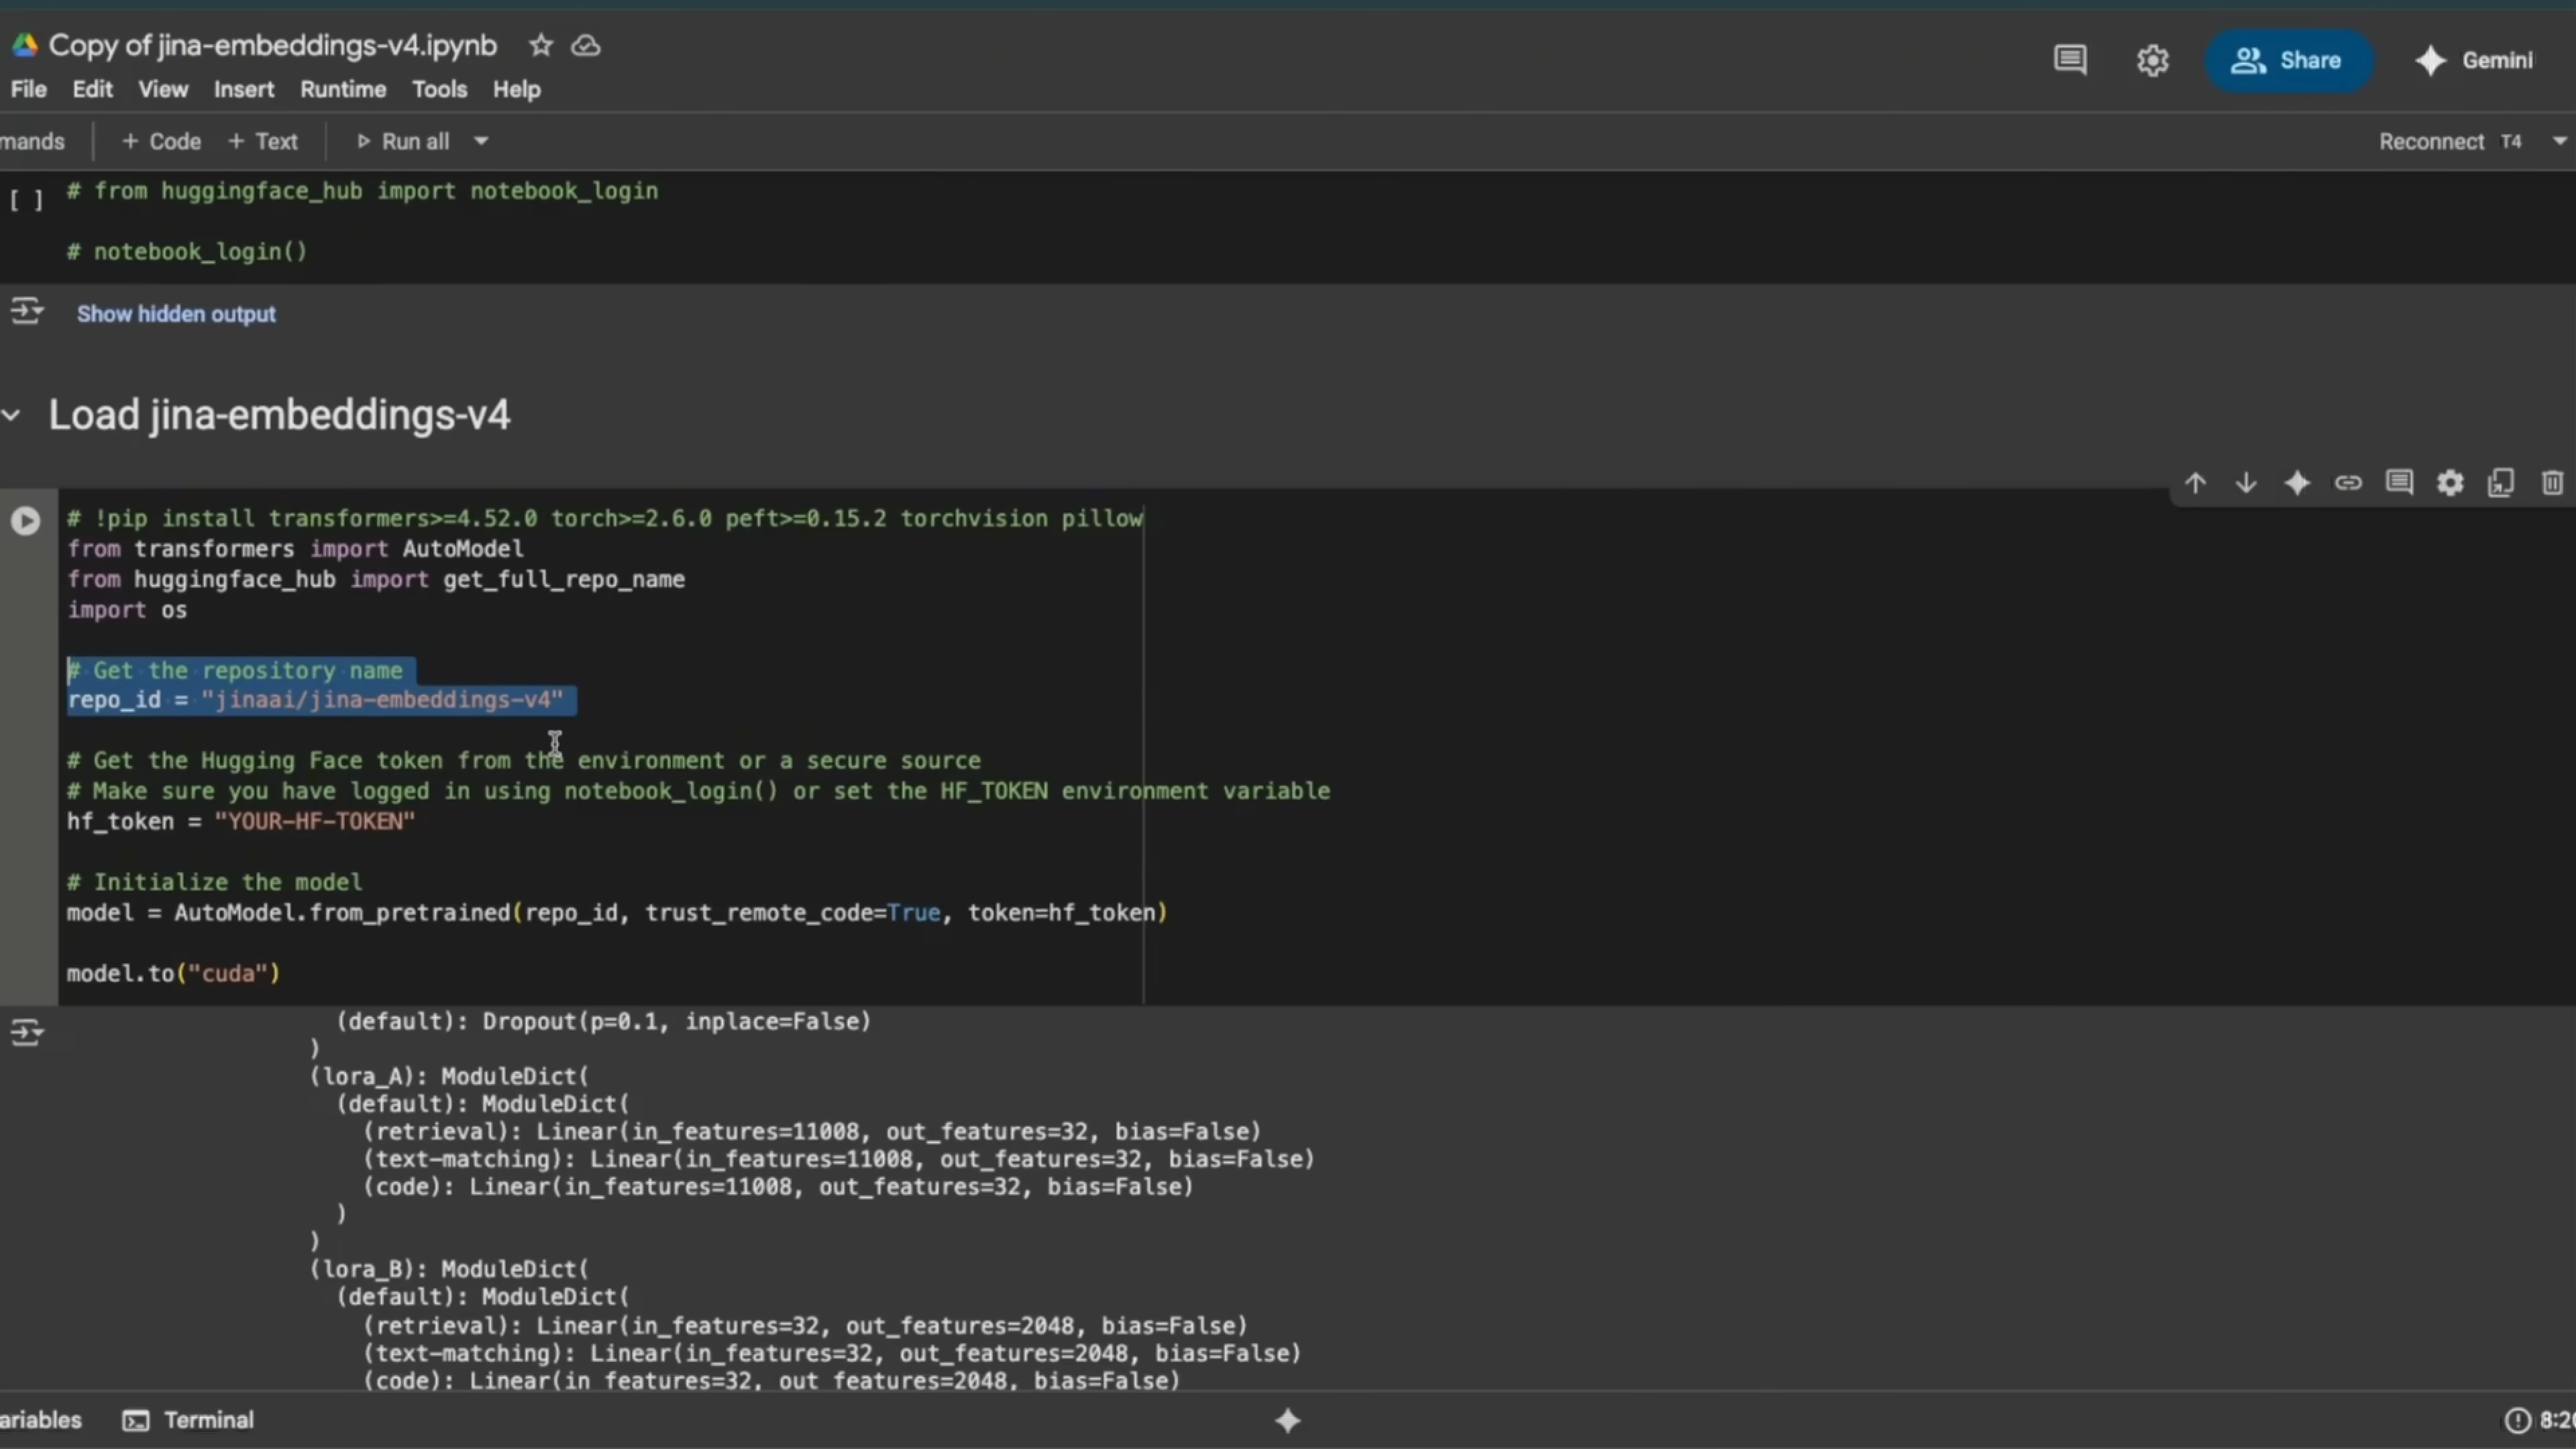 Copy of jina-embeddings-v4.ipynb
Share
Gemini
File Edit View Insert Runtime Tools Help
mands + Code + Text Run all
Reconnect T4
[ ] # from huggingface_hub import notebook_login
# notebook_login()
Show hidden output
Load jina-embeddings-v4
# !pip install transformers>=4.52.0 torch>=2.6.0 peft>=0.15.2 torchvision pillow
from transformers import AutoModel
from huggingface_hub import get_full_repo_name
import os
# Get the repository name
repo_id = "jinaai/jina-embeddings-v4"
# Get the Hugging Face token from the environment or a secure source
# Make sure you have logged in using notebook_login() or set the HF_TOKEN environment variable
hf_token = "YOUR-HF-TOKEN"
# Initialize the model
model = AutoModel.from_pretrained(repo_id, trust_remote_code=True, token=hf_token)
model.to("cuda")
(default): Dropout(p=0.1, inplace=False)
)
(lora_A): ModuleDict(
(default): ModuleDict(
(retrieval): Linear(in_features=11008, out_features=32, bias=False)
(text-matching): Linear(in_features=11008, out_features=32, bias=False)
(code): Linear(in_features=11008, out_features=32, bias=False)
)
)
(lora_B): ModuleDict(
(default): ModuleDict(
(retrieval): Linear(in_features=32, out_features=2048, bias=False)
(text-matching): Linear(in_features=32, out_features=2048, bias=False)
(code): Linear(in_features=32, out_features=2048, bias=False)
ariables Terminal
8:20